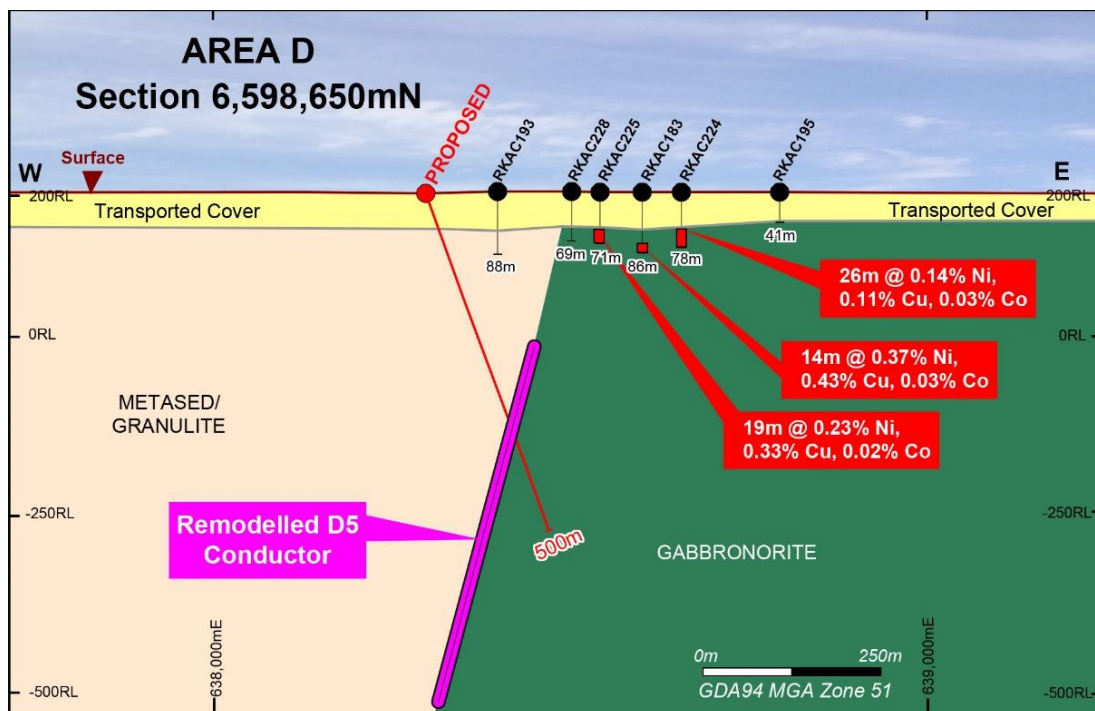 AREA D
Section 6,598,650mN
PROPOSED
RKAC193
RKAC228
RKAC225
RKAC183
RKAC224
RKAC195
W
Surface
E
200RL
200RL
Transported Cover
Transported Cover
88m
69m
71m
86m
78m
41m
26m @ 0.14% Ni,
0.11% Cu, 0.03% Co
0RL
0RL
14m @ 0.37% Ni,
0.43% Cu, 0.03% Co
METASED/
GRANULITE
19m @ 0.23% Ni,
0.33% Cu, 0.02% Co
-250RL
-250RL
Remodelled D5
Conductor
500m
GABBRONORITE
638,000mE
639,000mE
0m
250m
GDA94 MGA Zone 51
-500RL
-500RL